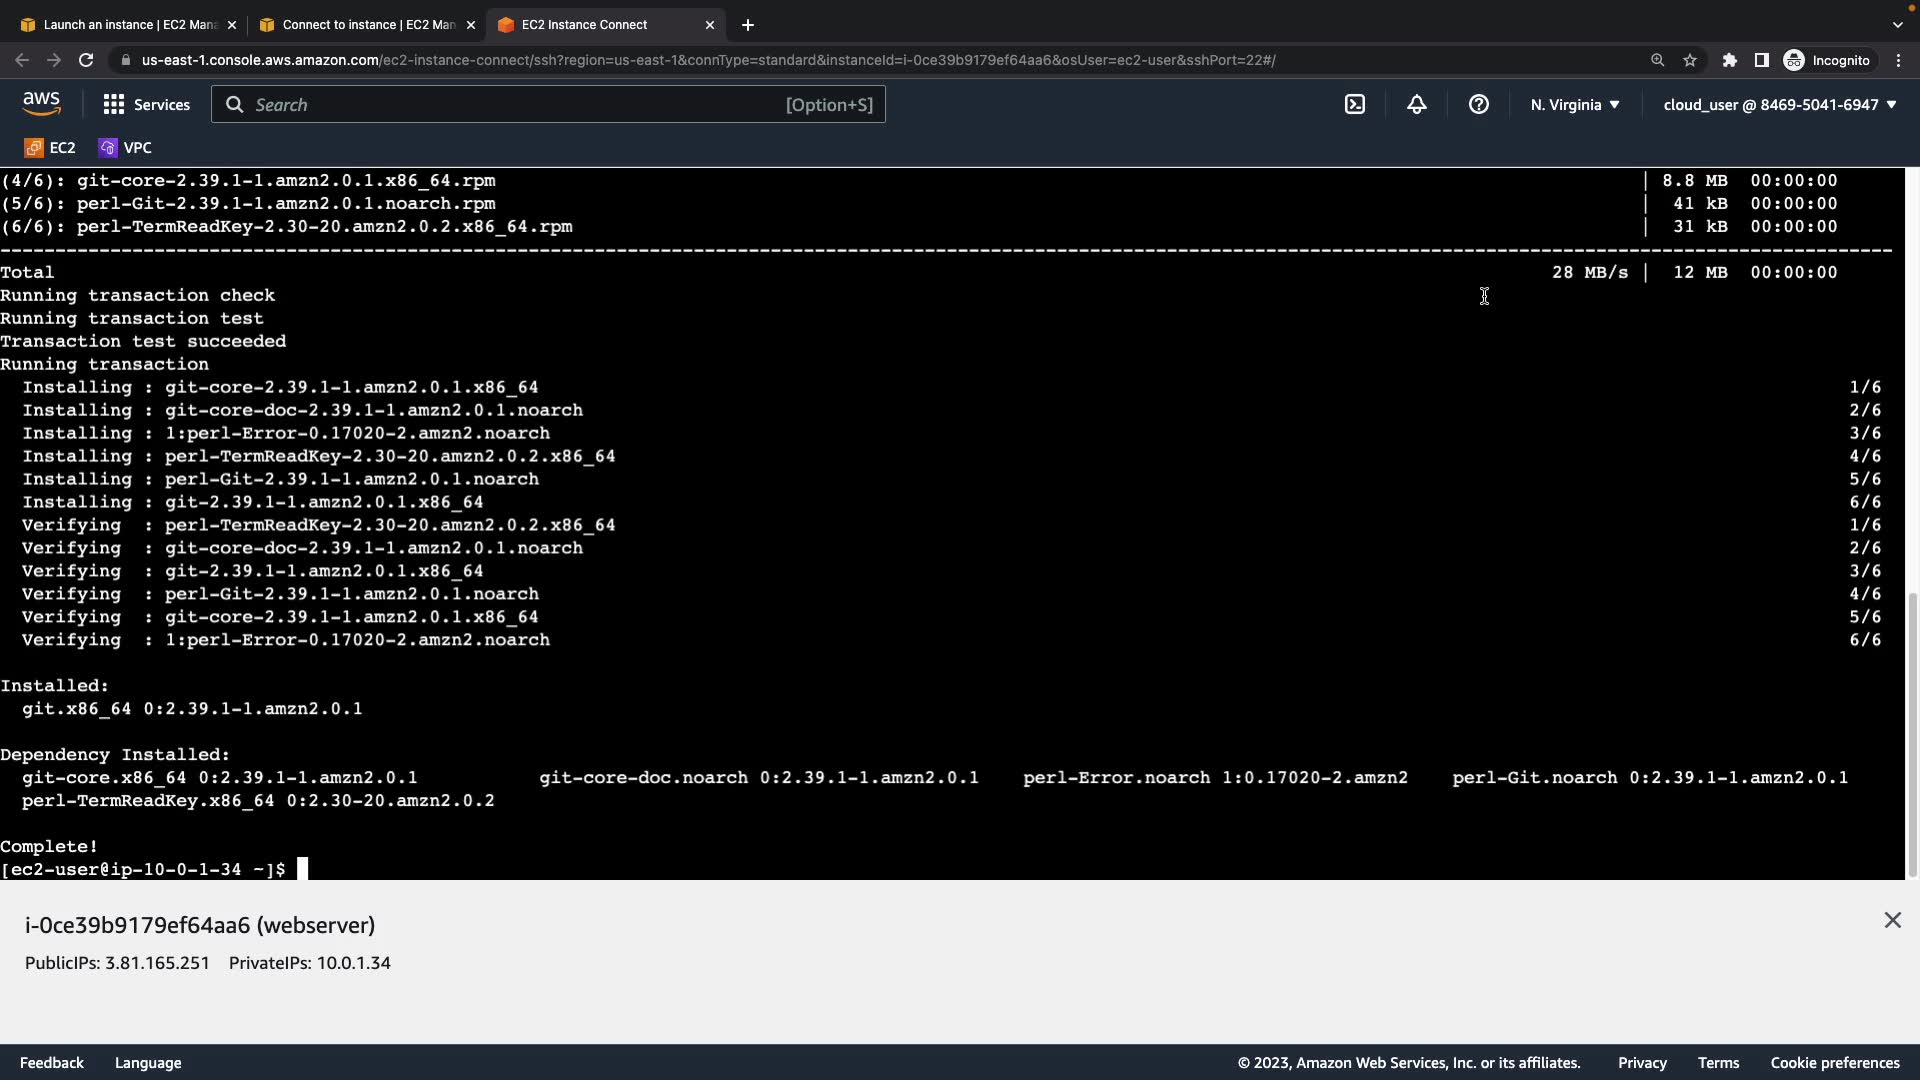 Launch an instance | EC2 Mana
Connect to instance | EC2 Man
EC2 Instance Connect
us-east-1.console.aws.amazon.com/ec2-instance-connect/ssh?region=us-east-1&connType=standard&instanceId=i-0ce39b9179ef64aa6&osUser=ec2-user&sshPort=22#/
Incognito
aws
Services
Search
[Option+S]
N. Virginia
cloud_user @ 8469-5041-6947
EC2
VPC
(4/6): git-core-2.39.1-1.amzn2.0.1.x86_64.rpm | 8.8 MB 00:00:00
(5/6): perl-Git-2.39.1-1.amzn2.0.1.noarch.rpm | 41 kB 00:00:00
(6/6): perl-TermReadKey-2.30-20.amzn2.0.2.x86_64.rpm | 31 kB 00:00:00
--------------------------------------------------------------------------------
Total 28 MB/s | 12 MB 00:00:00
Running transaction check
Running transaction test
Transaction test succeeded
Running transaction
Installing : git-core-2.39.1-1.amzn2.0.1.x86_64 1/6
Installing : git-core-doc-2.39.1-1.amzn2.0.1.noarch 2/6
Installing : 1:perl-Error-0.17020-2.amzn2.noarch 3/6
Installing : perl-TermReadKey-2.30-20.amzn2.0.2.x86_64 4/6
Installing : perl-Git-2.39.1-1.amzn2.0.1.noarch 5/6
Installing : git-2.39.1-1.amzn2.0.1.x86_64 6/6
Verifying : perl-TermReadKey-2.30-20.amzn2.0.2.x86_64 1/6
Verifying : git-core-doc-2.39.1-1.amzn2.0.1.noarch 2/6
Verifying : git-2.39.1-1.amzn2.0.1.x86_64 3/6
Verifying : perl-Git-2.39.1-1.amzn2.0.1.noarch 4/6
Verifying : git-core-2.39.1-1.amzn2.0.1.x86_64 5/6
Verifying : 1:perl-Error-0.17020-2.amzn2.noarch 6/6
Installed:
git.x86_64 0:2.39.1-1.amzn2.0.1
Dependency Installed:
git-core.x86_64 0:2.39.1-1.amzn2.0.1 git-core-doc.noarch 0:2.39.1-1.amzn2.0.1 perl-Error.noarch 1:0.17020-2.amzn2 perl-Git.noarch 0:2.39.1-1.amzn2.0.1
perl-TermReadKey.x86_64 0:2.30-20.amzn2.0.2
Complete!
[ec2-user@ip-10-0-1-34 ~]$
i-0ce39b9179ef64aa6 (webserver)
PublicIPs: 3.81.165.251 PrivateIPs: 10.0.1.34
Feedback Language © 2023, Amazon Web Services, Inc. or its affiliates. Privacy Terms Cookie preferences